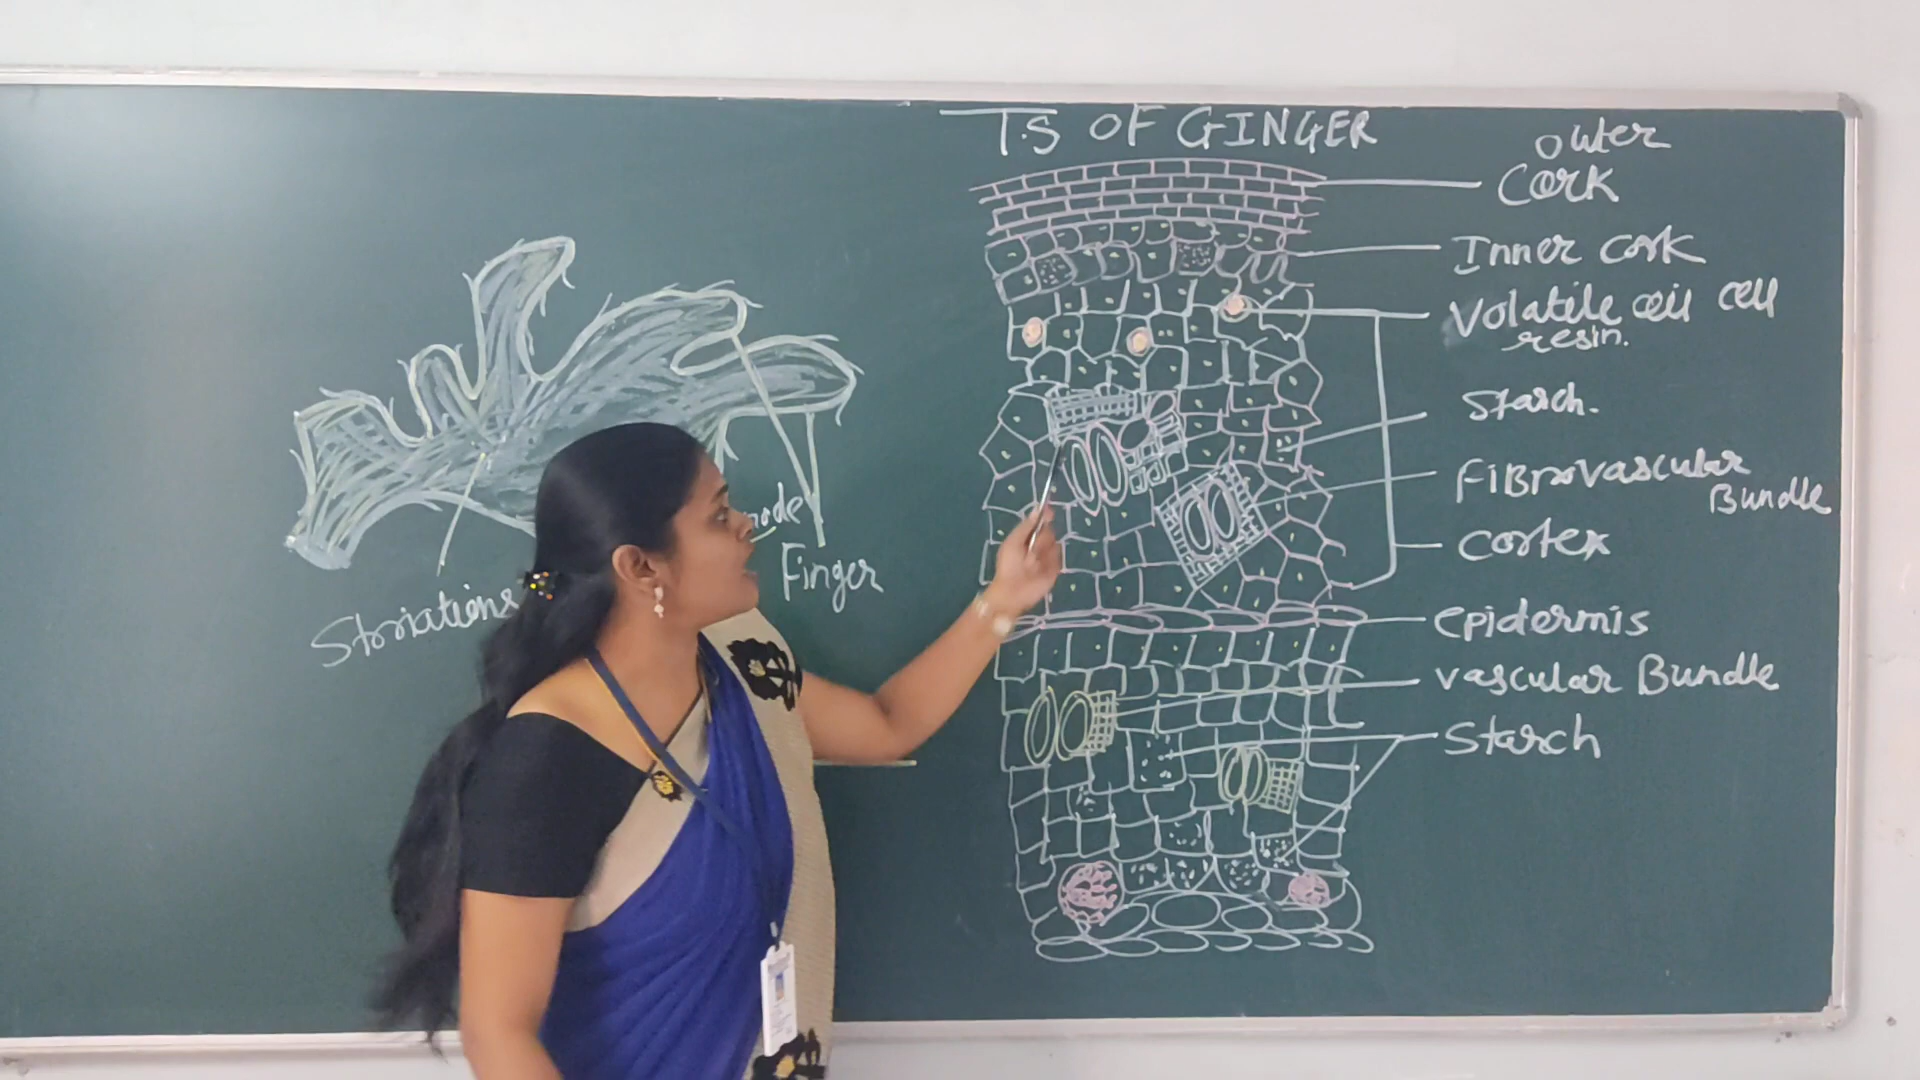 T.S OF GINGER
outer
Cork
Inner cork
Volatile oil cell
resin.
Starch.
Fibrovascular
Bundle
Cortex
epidermis
vascular Bundle
Starch
node
Finger
Striations